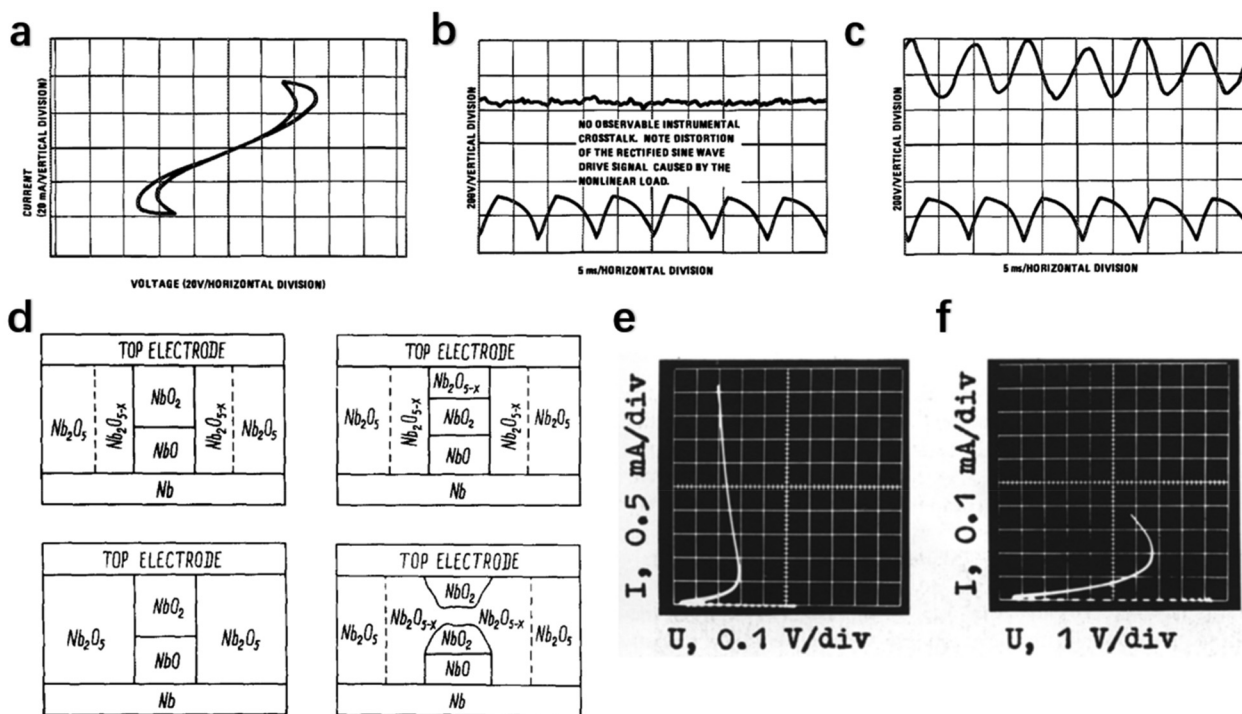 a
CURRENT
(20 mA/VERTICAL DIVISION)
VOLTAGE (20V/HORIZONTAL DIVISION)
b
200V/VERTICAL DIVISION
NO OBSERVABLE INSTRUMENTAL
CROSSTALK. NOTE DISTORTION
OF THE RECTIFIED SINE WAVE
DRIVE SIGNAL CAUSED BY THE
NONLINEAR LOAD.
5 ms/HORIZONTAL DIVISION
c
200V/VERTICAL DIVISION
5 ms/HORIZONTAL DIVISION
d
TOP ELECTRODE
Nb₂O₅
Nb₂O₅₋ₓ
NbO₂
NbO
Nb₂O₅₋ₓ
Nb₂O₅
Nb
TOP ELECTRODE
Nb₂O₅
Nb₂O₅₋ₓ
Nb₂O₅₋ₓ
NbO₂
NbO
Nb₂O₅₋ₓ
Nb₂O₅
Nb
TOP ELECTRODE
Nb₂O₅
NbO₂
NbO
Nb₂O₅
Nb
TOP ELECTRODE
NbO₂
Nb₂O₅
Nb₂O₅₋ₓ
Nb₂O₅₋ₓ
Nb₂O₅
NbO₂
NbO
Nb
e
I, 0.5 mA/div
U, 0.1 V/div
f
I, 0.1 mA/div
U, 1 V/div